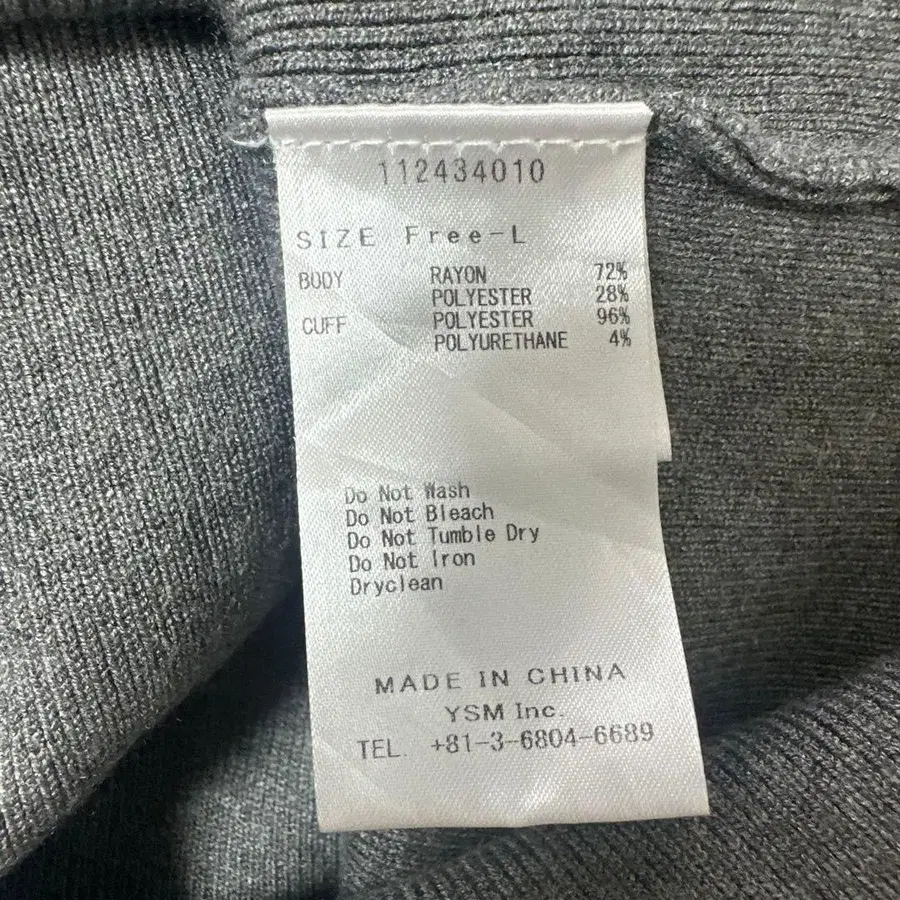 112434010
SIZE Free-L
BODY RAYON 72%
POLYESTER 28%
CUFF POLYESTER 96%
POLYURETHANE 4%
Do Not Wash
Do Not Bleach
Do Not Tumble Dry
Do Not Iron
Dryclean
MADE IN CHINA
YSM Inc.
TEL. +81-3-6804-6689